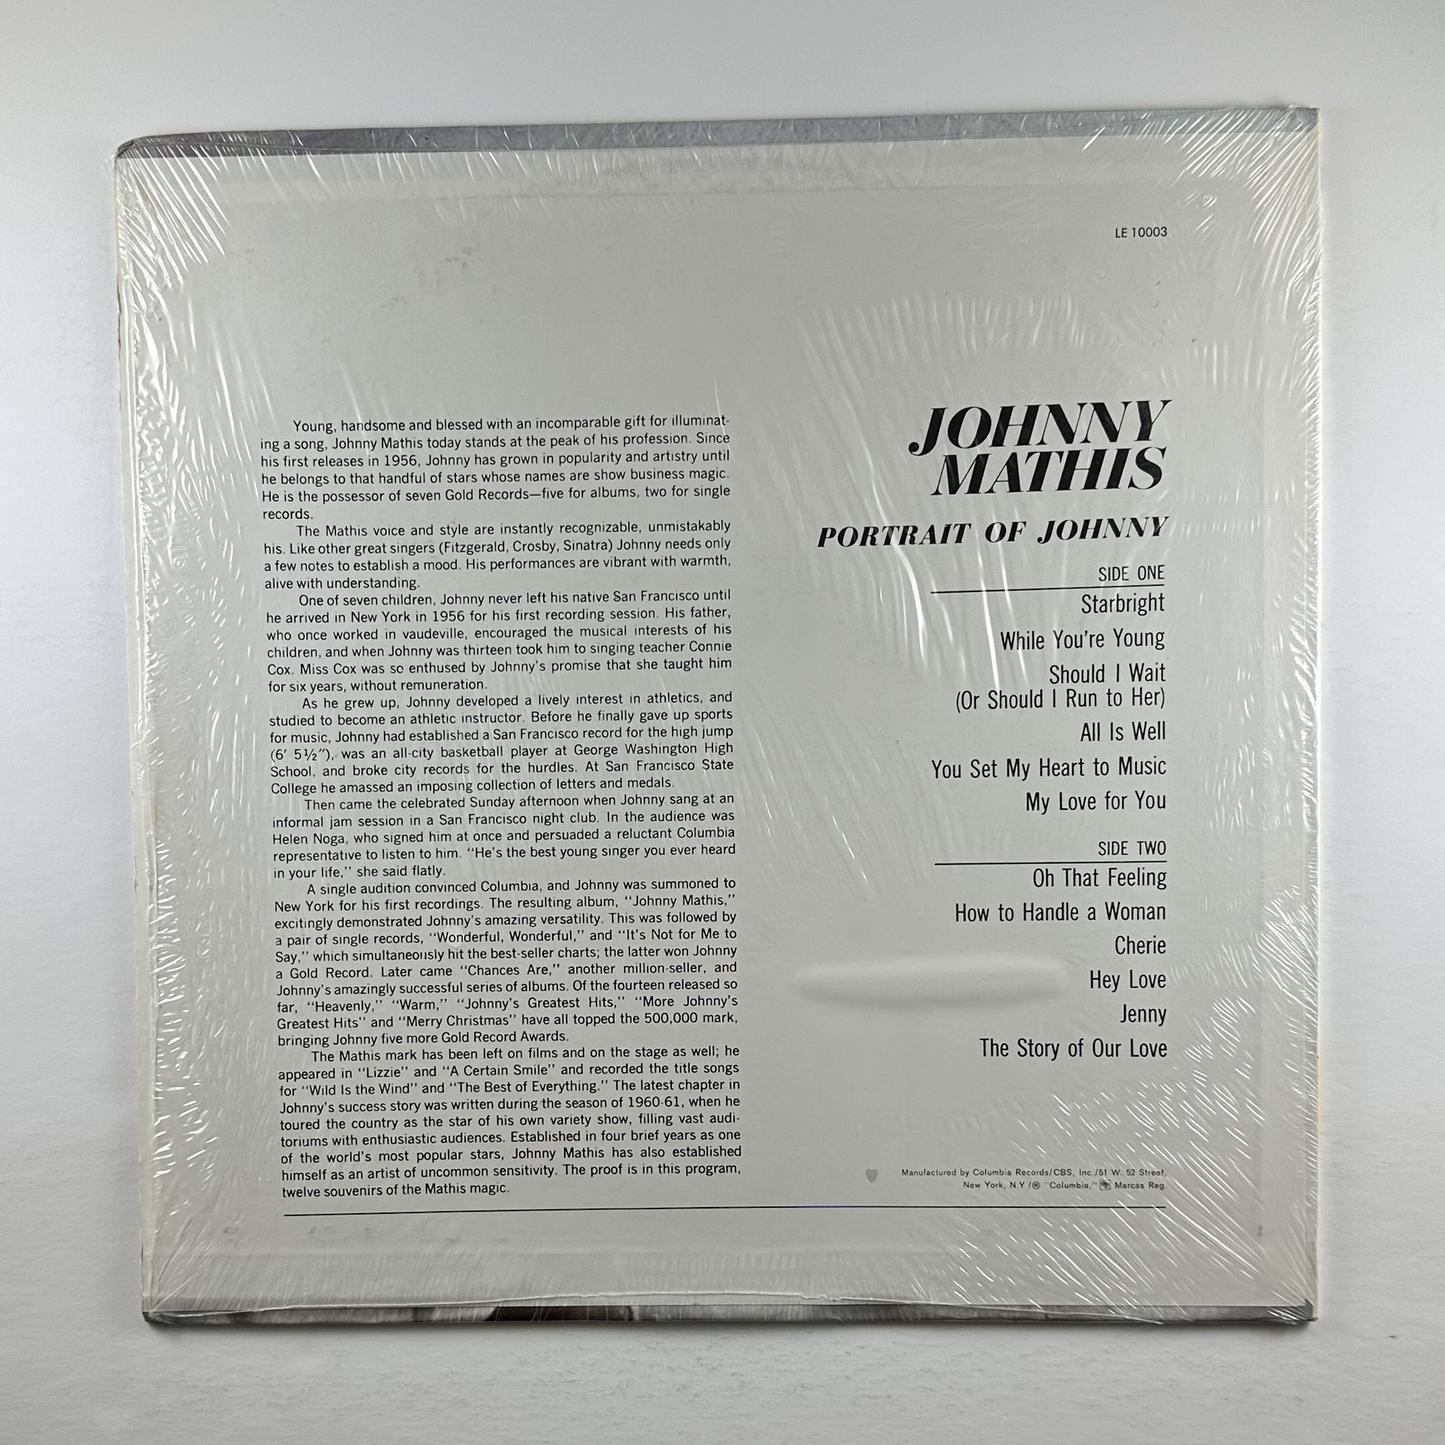 LE 10003
Young, handsome and blessed with an incomparable gift for illuminat-
ing a song, Johnny Mathis today stands at the peak of his profession. Since
his first releases in 1956, Johnny has grown in popularity and artistry until
he belongs to that handful of stars whose names are show business magic.
He is the possessor of seven Gold Records—five for albums, two for single
records.
The Mathis voice and style are instantly recognizable, unmistakably
his. Like other great singers (Fitzgerald, Crosby, Sinatra) Johnny needs only
a few notes to establish a mood. His performances are vibrant with warmth,
alive with understanding.
One of seven children, Johnny never left his native San Francisco until
he arrived in New York in 1956 for his first recording session. His father,
who once worked in vaudeville, encouraged the musical interests of his
children, and when Johnny was thirteen took him to singing teacher Connie
Cox. Miss Cox was so enthused by Johnny's promise that she taught him
for six years, without remuneration.
As he grew up, Johnny developed a lively interest in athletics, and
studied to become an athletic instructor. Before he finally gave up sports
for music, Johnny had established a San Francisco record for the high jump
(6' 5½"), was an all-city basketball player at George Washington High
School, and broke city records for the hurdles. At San Francisco State
College he amassed an imposing collection of letters and medals.
Then came the celebrated Sunday afternoon when Johnny sang at an
informal jam session in a San Francisco night club. In the audience was
Helen Noga, who signed him at once and persuaded a reluctant Columbia
representative to listen to him. "He's the best young singer you ever heard
in your life," she said flatly.
A single audition convinced Columbia, and Johnny was summoned to
New York for his first recordings. The resulting album, "Johnny Mathis,"
excitingly demonstrated Johnny's amazing versatility. This was followed by
a pair of single records, "Wonderful, Wonderful," and "It's Not for Me to
Say," which simultaneously hit the best-seller charts; the latter won Johnny
a Gold Record. Later came "Chances Are," another million-seller, and
Johnny's amazingly successful series of albums. Of the fourteen released so
far, "Heavenly," "Warm," "Johnny's Greatest Hits," "More Johnny's
Greatest Hits" and "Merry Christmas" have all topped the 500,000 mark,
bringing Johnny five more Gold Record Awards.
The Mathis mark has been left on films and on the stage as well; he
appeared in "Lizzie" and "A Certain Smile" and recorded the title songs
for "Wild Is the Wind" and "The Best of Everything." The latest chapter in
Johnny's success story was written during the season of 1960-61, when he
toured the country as the star of his own variety show, filling vast audi-
toriums with enthusiastic audiences. Established in four brief years as one
of the world's most popular stars, Johnny Mathis has also established
himself as an artist of uncommon sensitivity. The proof is in this program,
twelve souvenirs of the Mathis magic.
JOHNNY
MATHIS
PORTRAIT OF JOHNNY
SIDE ONE
Starbright
While You're Young
Should I Wait
(Or Should I Run to Her)
All Is Well
You Set My Heart to Music
My Love for You
SIDE TWO
Oh That Feeling
How to Handle a Woman
Cherie
Hey Love
Jenny
The Story of Our Love
Manufactured by Columbia Records/CBS, Inc./51 W. 52 Street,
New York, N.Y./® "Columbia," Marcas Reg.